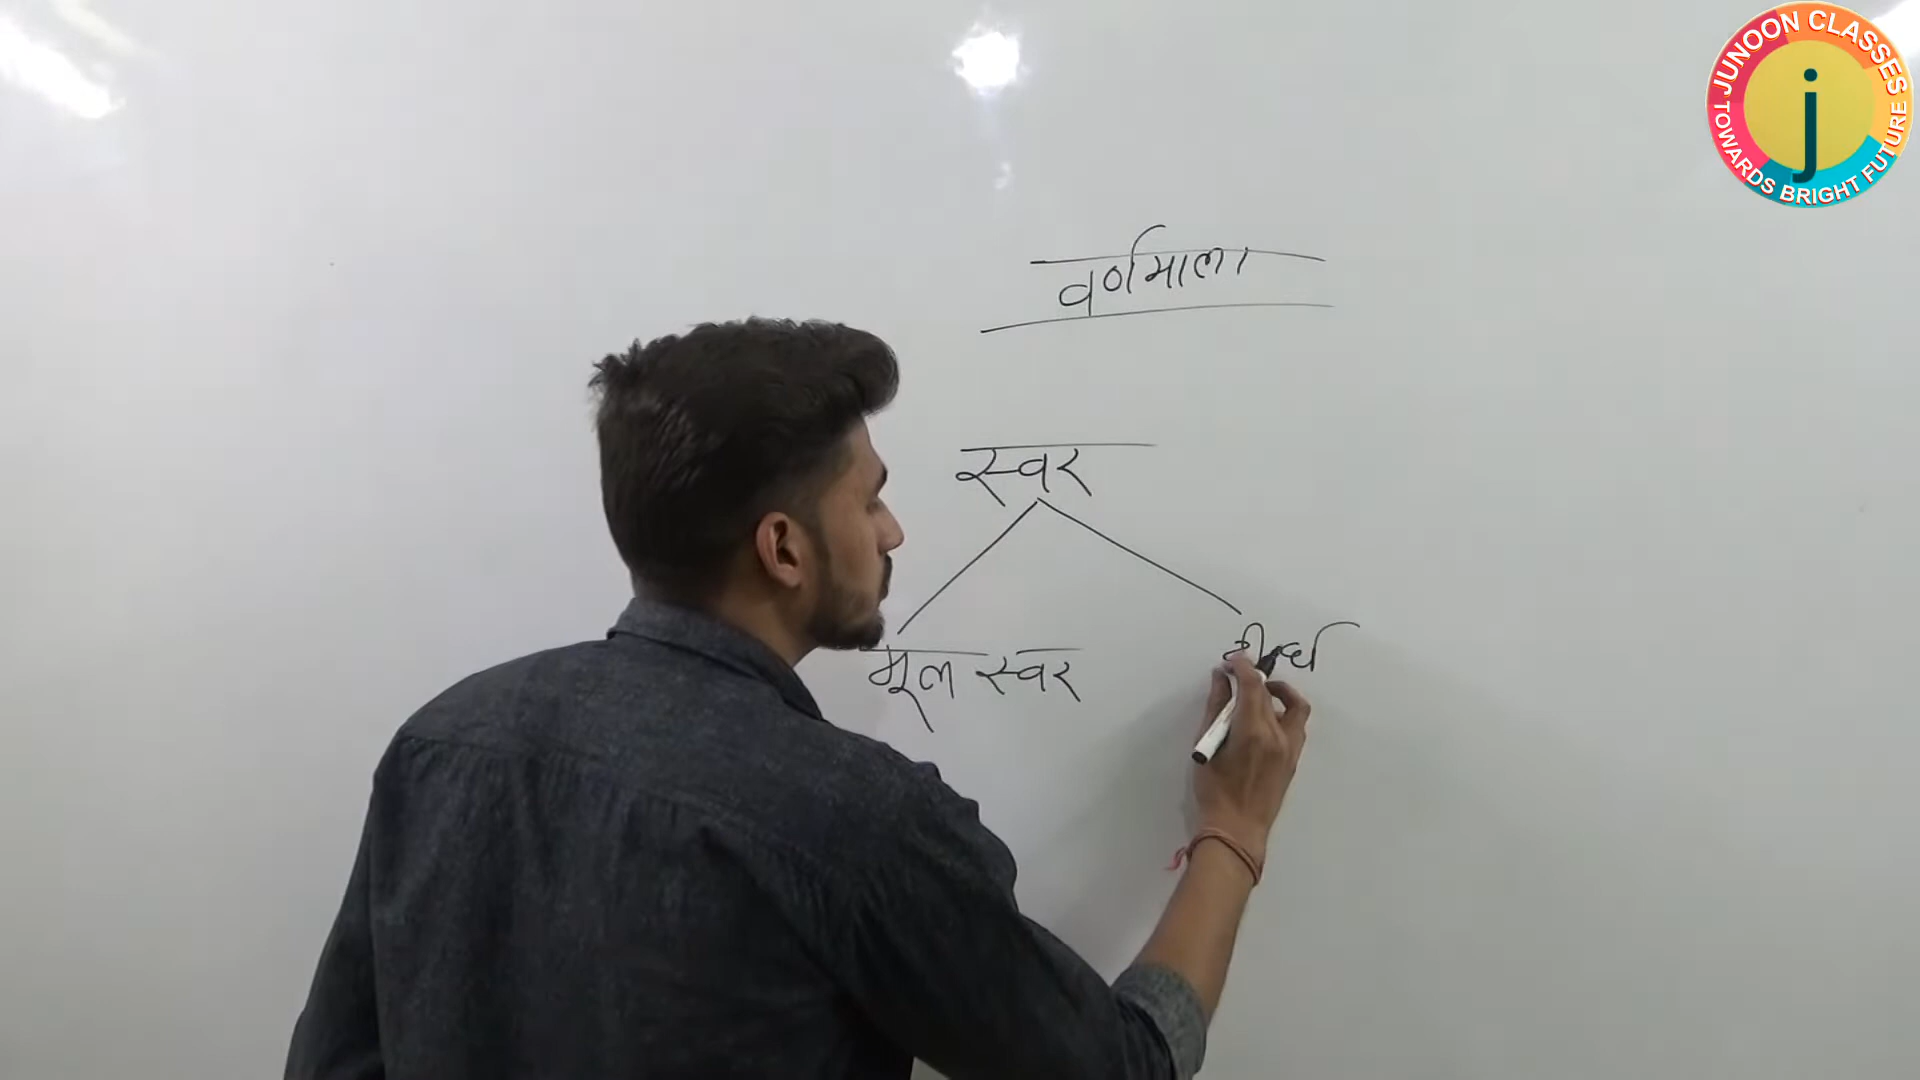 JUNOON CLASSES
j
TOWARDS BRIGHT FUTURE
वर्णमाला
स्वर
मूल स्वर दीर्घ